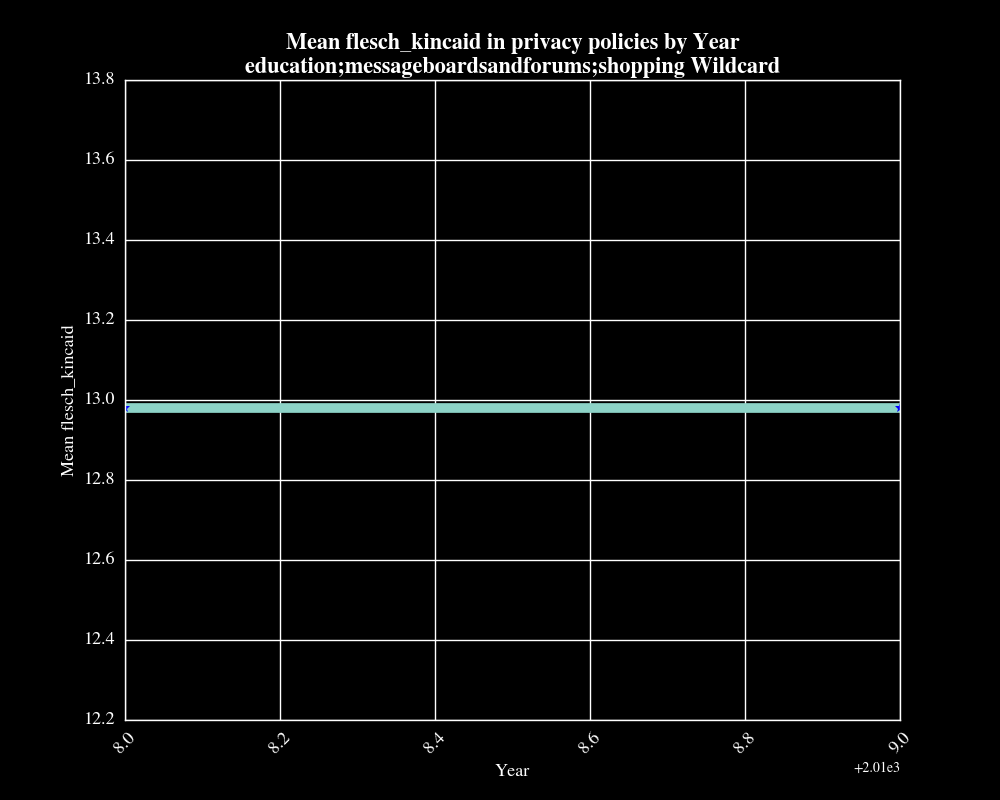 Mean flesch_kincaid in privacy policies by Year
education;messageboardsandforums;shopping Wildcard
13.8
13.6
13.4
13.2
13.0
12.8
12.6
12.4
12.2
Mean flesch_kincaid
8.0 8.2 8.4 8.6 8.8 9.0
Year
+2.01e3